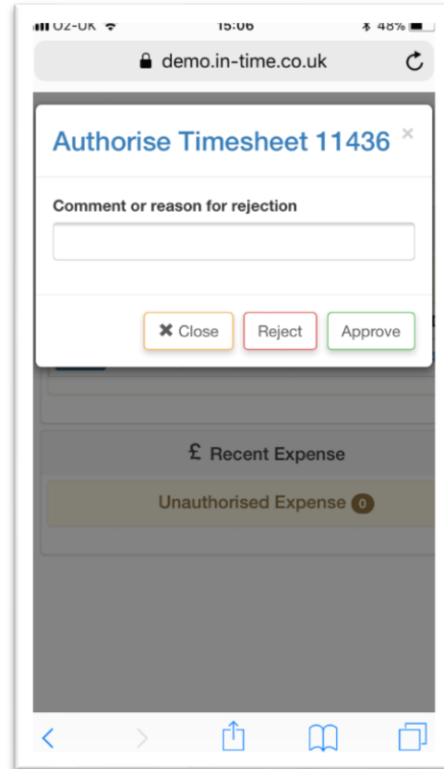 O2-UK 15:06 48%
demo.in-time.co.uk
Authorise Timesheet 11436 ×
Comment or reason for rejection
✖ Close Reject Approve
£ Recent Expense
Unauthorised Expense 0